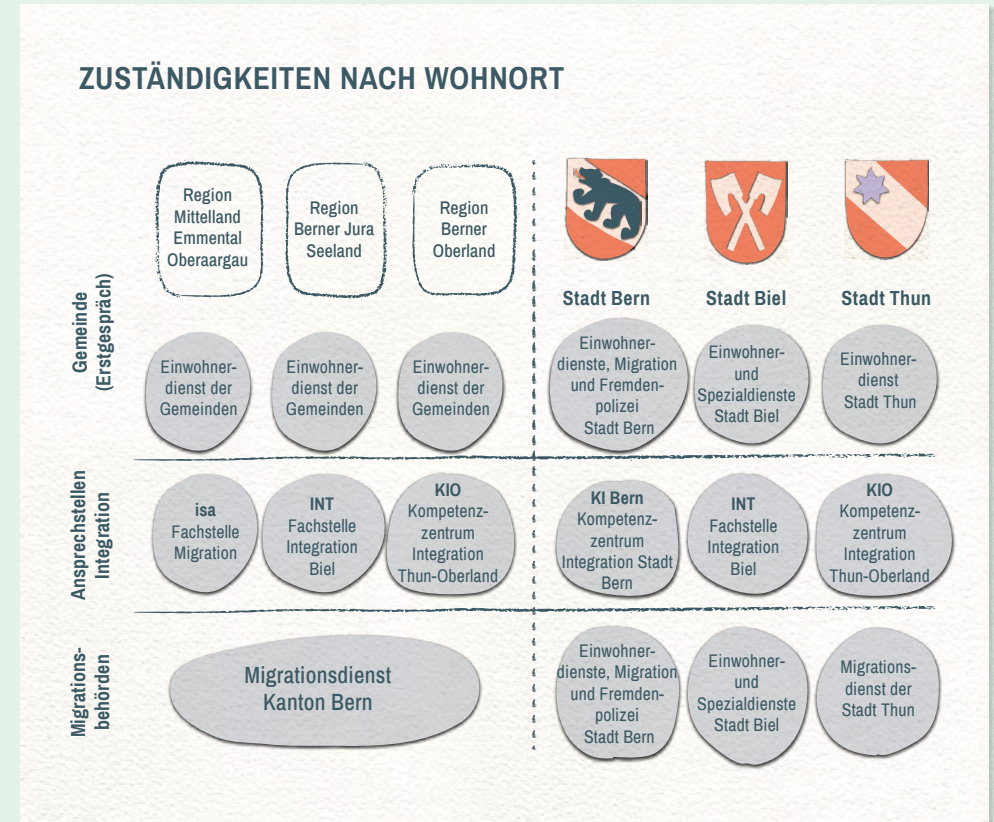 ZUSTÄNDIGKEITEN NACH WOHNORT
Region
Mittelland
Emmental
Oberaargau
Region
Berner Jura
Seeland
Region
Berner
Oberland
Stadt Bern
Stadt Biel
Stadt Thun
Gemeinde
(Erstgespräch)
Einwohner-
dienst der
Gemeinden
Einwohner-
dienst der
Gemeinden
Einwohner-
dienst der
Gemeinden
Einwohner-
dienste, Migration
und Fremden-
polizei
Stadt Bern
Einwohner-
und
Spezialdienste
Stadt Biel
Einwohner-
dienst
Stadt Thun
Ansprechstellen
Integration
isa
Fachstelle
Migration
INT
Fachstelle
Integration
Biel
KIO
Kompetenz-
zentrum
Integration
Thun-Oberland
KI Bern
Kompetenz-
zentrum
Integration Stadt
Bern
INT
Fachstelle
Integration
Biel
KIO
Kompetenz-
zentrum
Integration
Thun-Oberland
Migrations-
behörden
Migrationsdienst
Kanton Bern
Einwohner-
dienste, Migration
und Fremden-
polizei
Stadt Bern
Einwohner-
und
Spezialdienste
Stadt Biel
Migrations-
dienst der
Stadt Thun